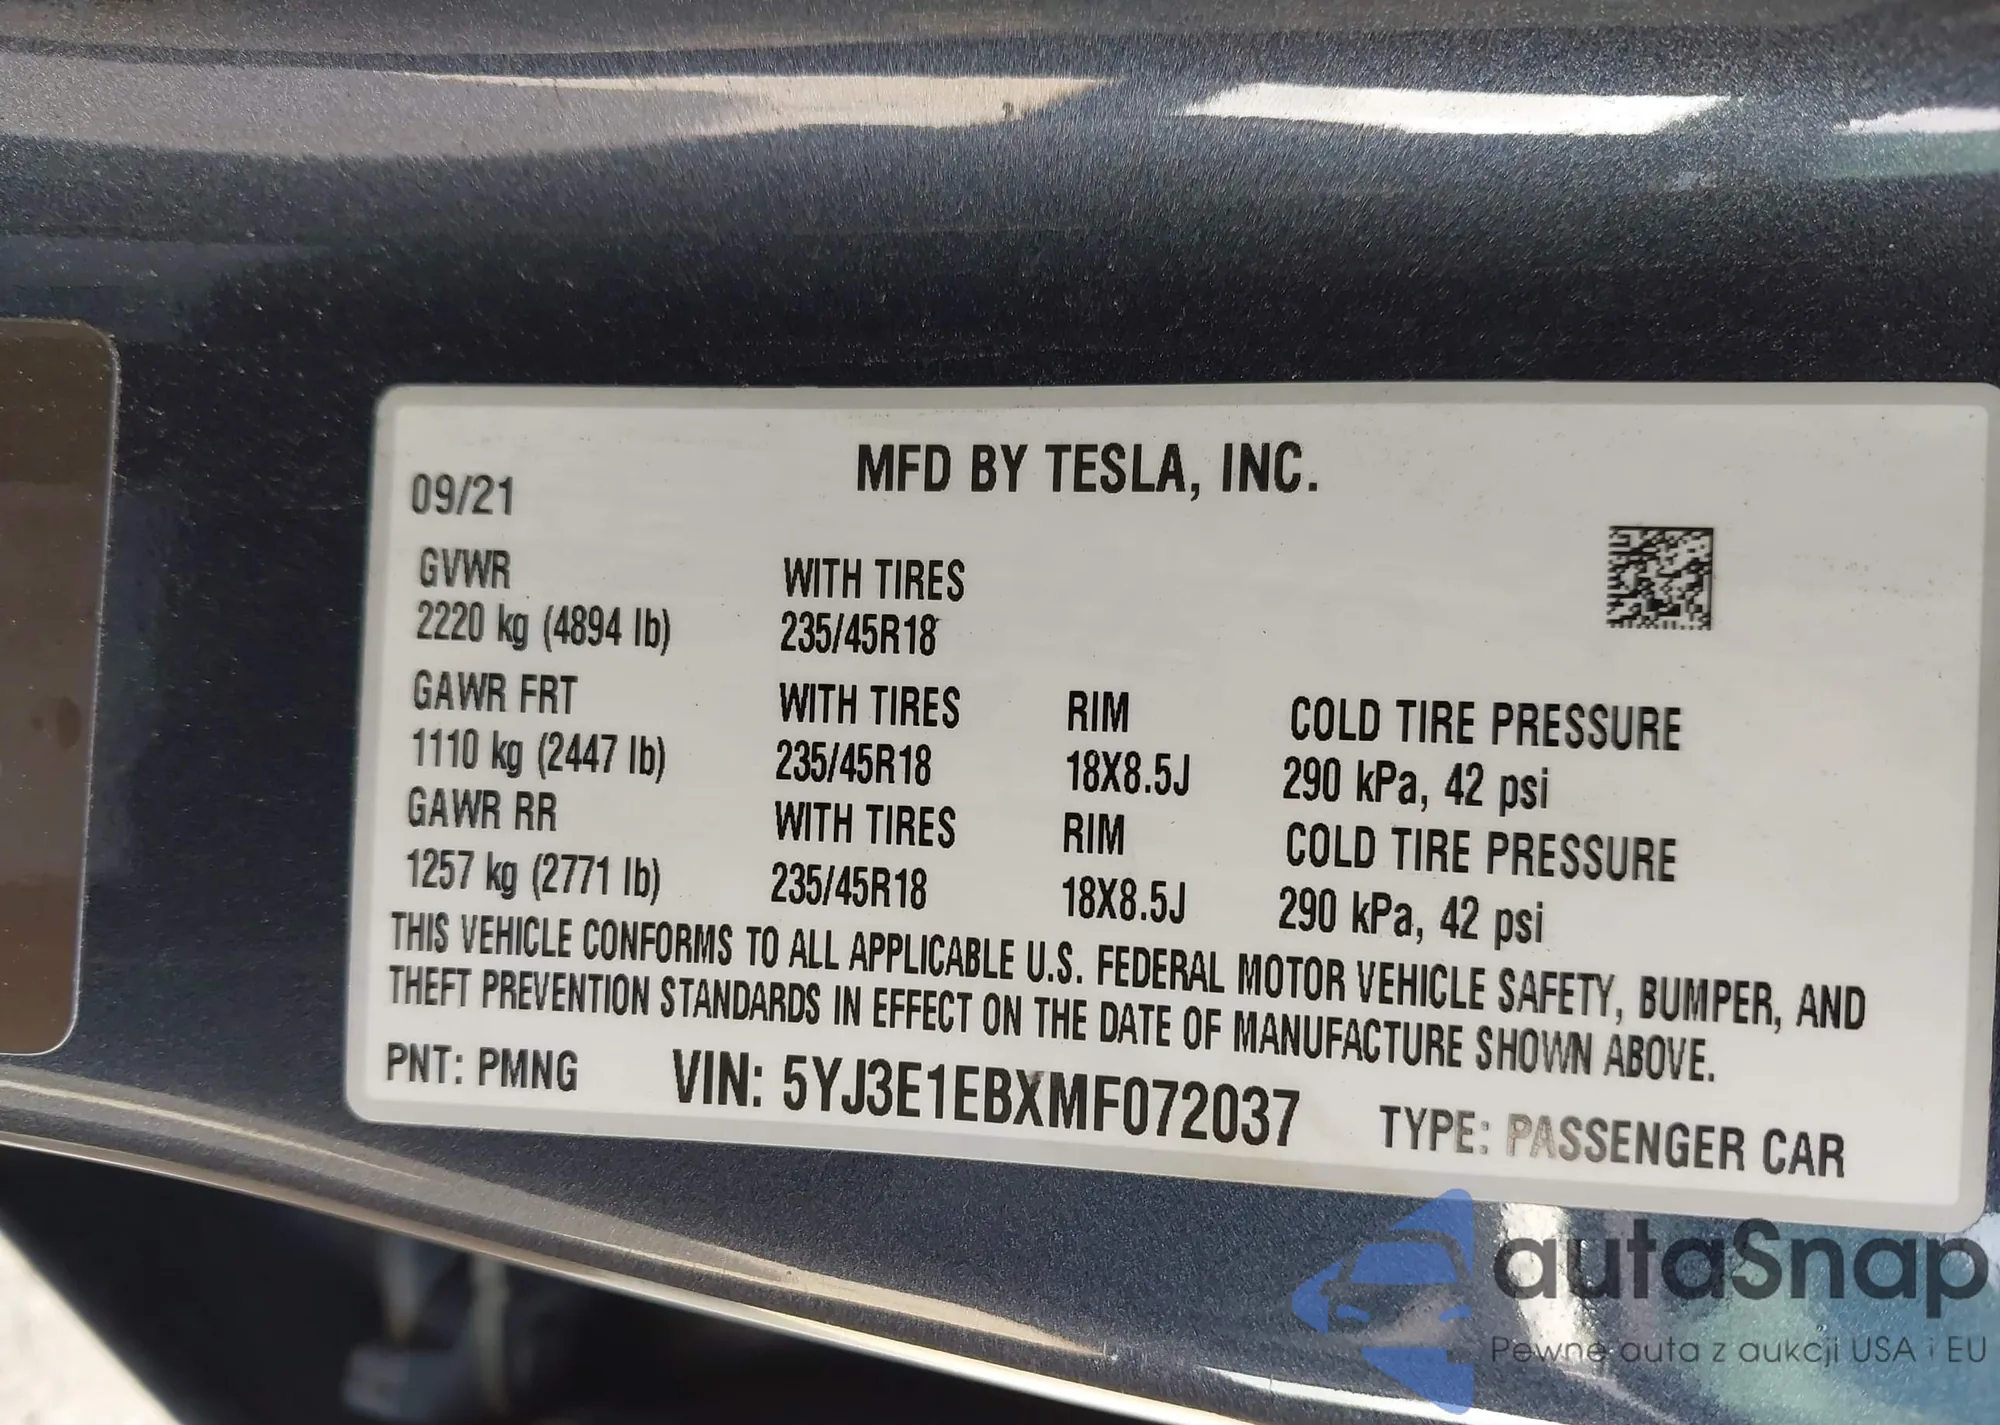 MFD BY TESLA, INC.
09/21
GVWR WITH TIRES
2220 kg (4894 lb) 235/45R18
GAWR FRT WITH TIRES RIM COLD TIRE PRESSURE
1110 kg (2447 lb) 235/45R18 18X8.5J 290 kPa, 42 psi
GAWR RR WITH TIRES RIM COLD TIRE PRESSURE
1257 kg (2771 lb) 235/45R18 18X8.5J 290 kPa, 42 psi
THIS VEHICLE CONFORMS TO ALL APPLICABLE U.S. FEDERAL MOTOR VEHICLE SAFETY, BUMPER, AND
THEFT PREVENTION STANDARDS IN EFFECT ON THE DATE OF MANUFACTURE SHOWN ABOVE.
PNT: PMNG VIN: 5YJ3E1EBXMF072037 TYPE: PASSENGER CAR
autaSnap
Pewne auta z aukcji USA i EU